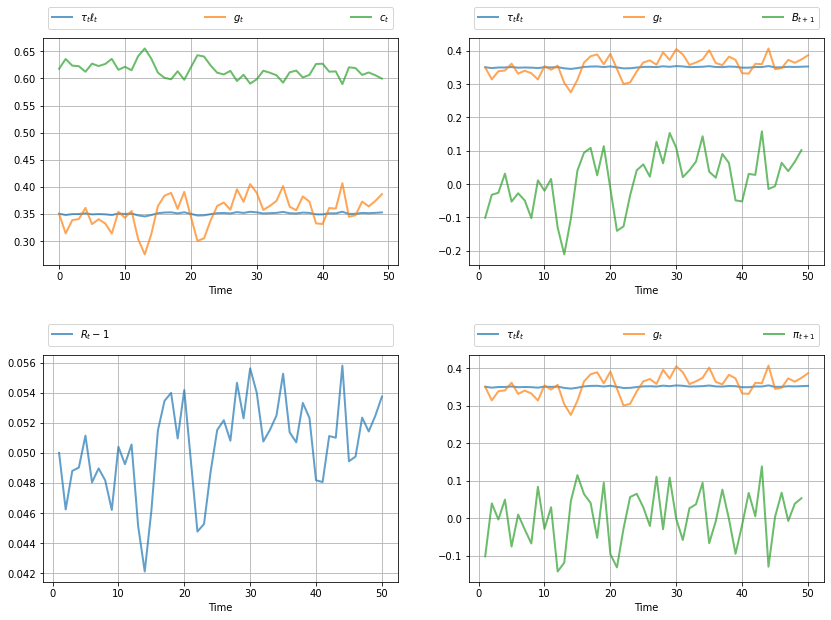 τₜℓₜ gₜ cₜ
0.65
0.60
0.55
0.50
0.45
0.40
0.35
0.30
0 10 20 30 40 50
Time
τₜℓₜ gₜ Bₜ₊₁
0.4
0.3
0.2
0.1
0.0
−0.1
−0.2
0 10 20 30 40 50
Time
Rₜ − 1
0.056
0.054
0.052
0.050
0.048
0.046
0.044
0.042
0 10 20 30 40 50
Time
τₜℓₜ gₜ πₜ₊₁
0.4
0.3
0.2
0.1
0.0
−0.1
0 10 20 30 40 50
Time